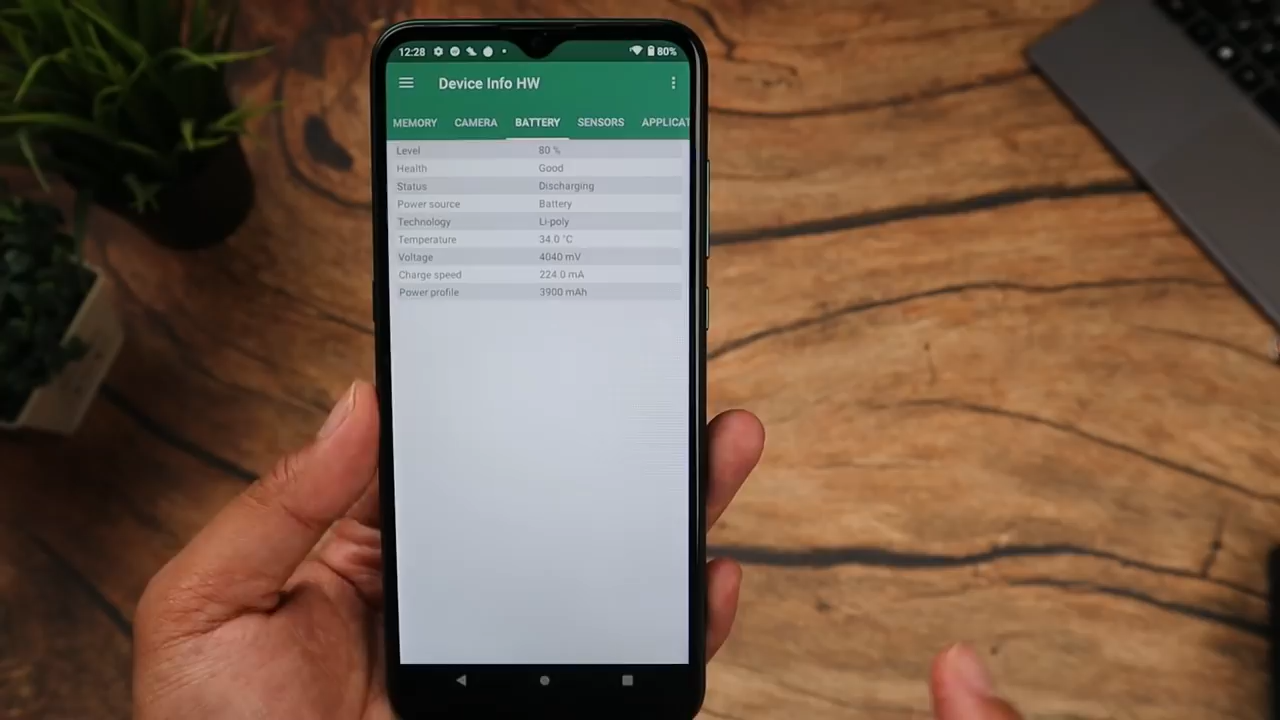 12:28 80%
Device Info HW
MEMORY CAMERA BATTERY SENSORS APPLICAT
Level 80 %
Health Good
Status Discharging
Power source Battery
Technology Li-poly
Temperature 34.0 °C
Voltage 4040 mV
Charge speed 224.0 mA
Power profile 3900 mAh